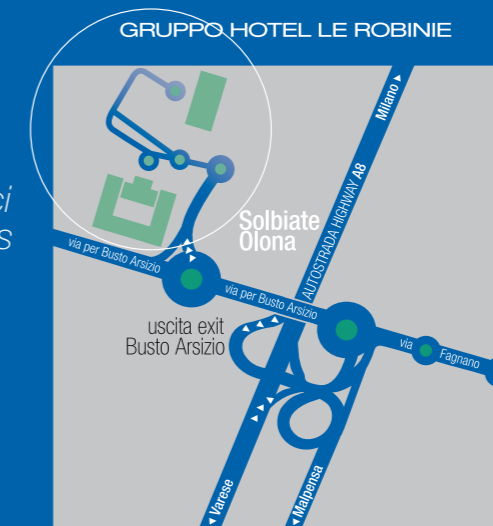 GRUPPO HOTEL LE ROBINIE
Milano
AUTOSTRADA HIGHWAY A8
ci
s
Solbiate
Olona
via per Busto Arsizio
via per Busto Arsizio
uscita exit
Busto Arsizio
via
Fagnano
Varese
Malpensa